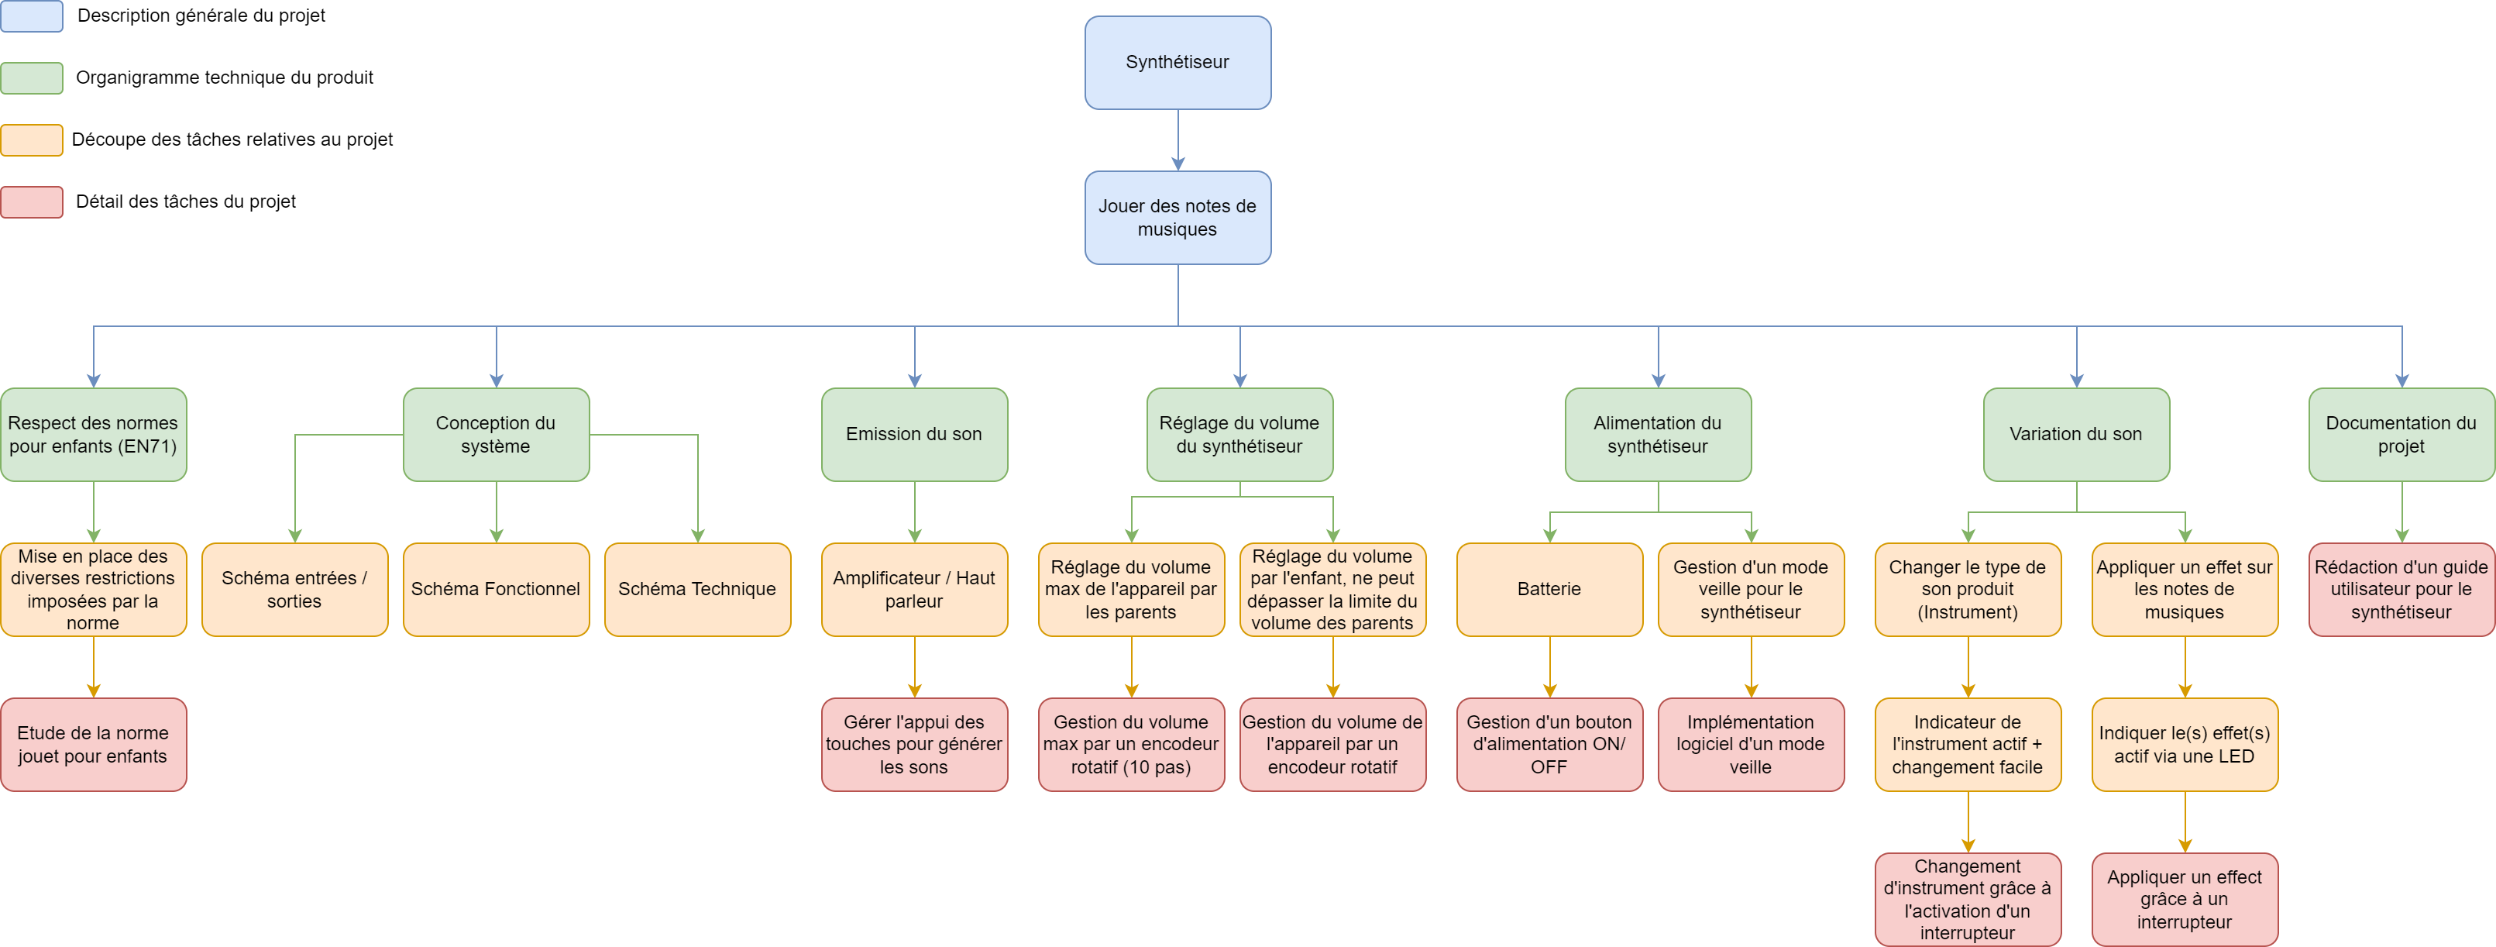 Description générale du projet
Organigramme technique du produit
Découpe des tâches relatives au projet
Détail des tâches du projet
Synthétiseur
Jouer des notes de
musiques
Respect des normes
pour enfants (EN71)
Conception du
système
Emission du son
Réglage du volume
du synthétiseur
Alimentation du
synthétiseur
Variation du son
Documentation du
projet
Mise en place des
diverses restrictions
imposées par la
norme
Schéma entrées /
sorties
Schéma Fonctionnel
Schéma Technique
Amplificateur / Haut
parleur
Réglage du volume
max de l'appareil par
les parents
Réglage du volume
par l'enfant, ne peut
dépasser la limite du
volume des parents
Batterie
Gestion d'un mode
veille pour le
synthétiseur
Changer le type de
son produit
(Instrument)
Appliquer un effet sur
les notes de
musiques
Rédaction d'un guide
utilisateur pour le
synthétiseur
Etude de la norme
jouet pour enfants
Gérer l'appui des
touches pour générer
les sons
Gestion du volume
max par un encodeur
rotatif (10 pas)
Gestion du volume de
l'appareil par un
encodeur rotatif
Gestion d'un bouton
d'alimentation ON/
OFF
Implémentation
logiciel d'un mode
veille
Indicateur de
l'instrument actif +
changement facile
Indiquer le(s) effet(s)
actif via une LED
Changement
d'instrument grâce à
l'activation d'un
interrupteur
Appliquer un effect
grâce à un
interrupteur